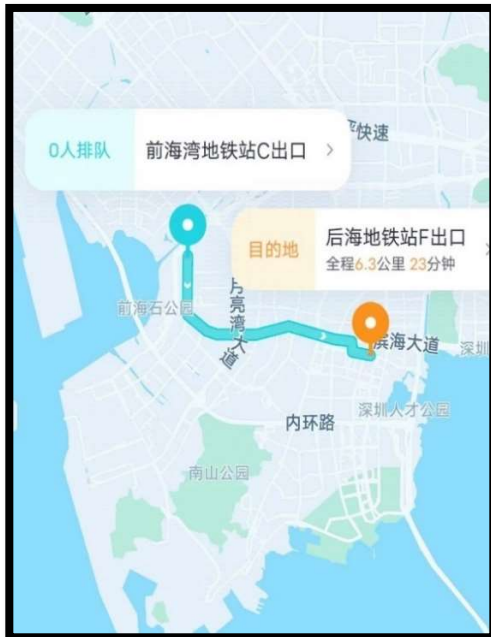 快速
0人排队
前海湾地铁站C出口
目的地
后海地铁站F出口
全程6.3公里 23分钟
前海石公园
月亮湾大道
滨海大道
深圳
深圳人才公园
内环路
南山公园